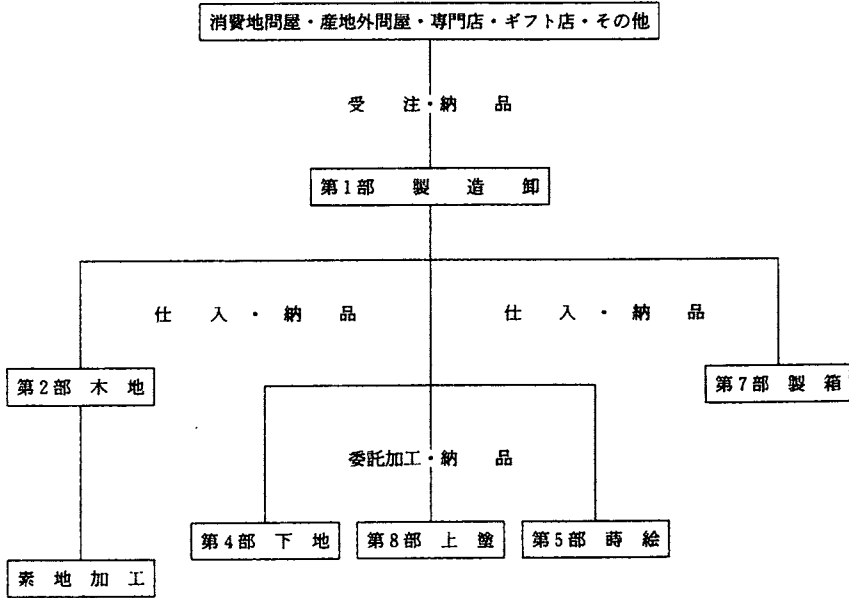 消費地問屋・産地外問屋・専門店・ギフト店・その他
受注・納品
第1部 製造卸
仕入・納品
仕入・納品
第2部 木地
第7部 製箱
委託加工・納品
第4部 下地
第8部 上塗
第5部 蒔絵
素地加工